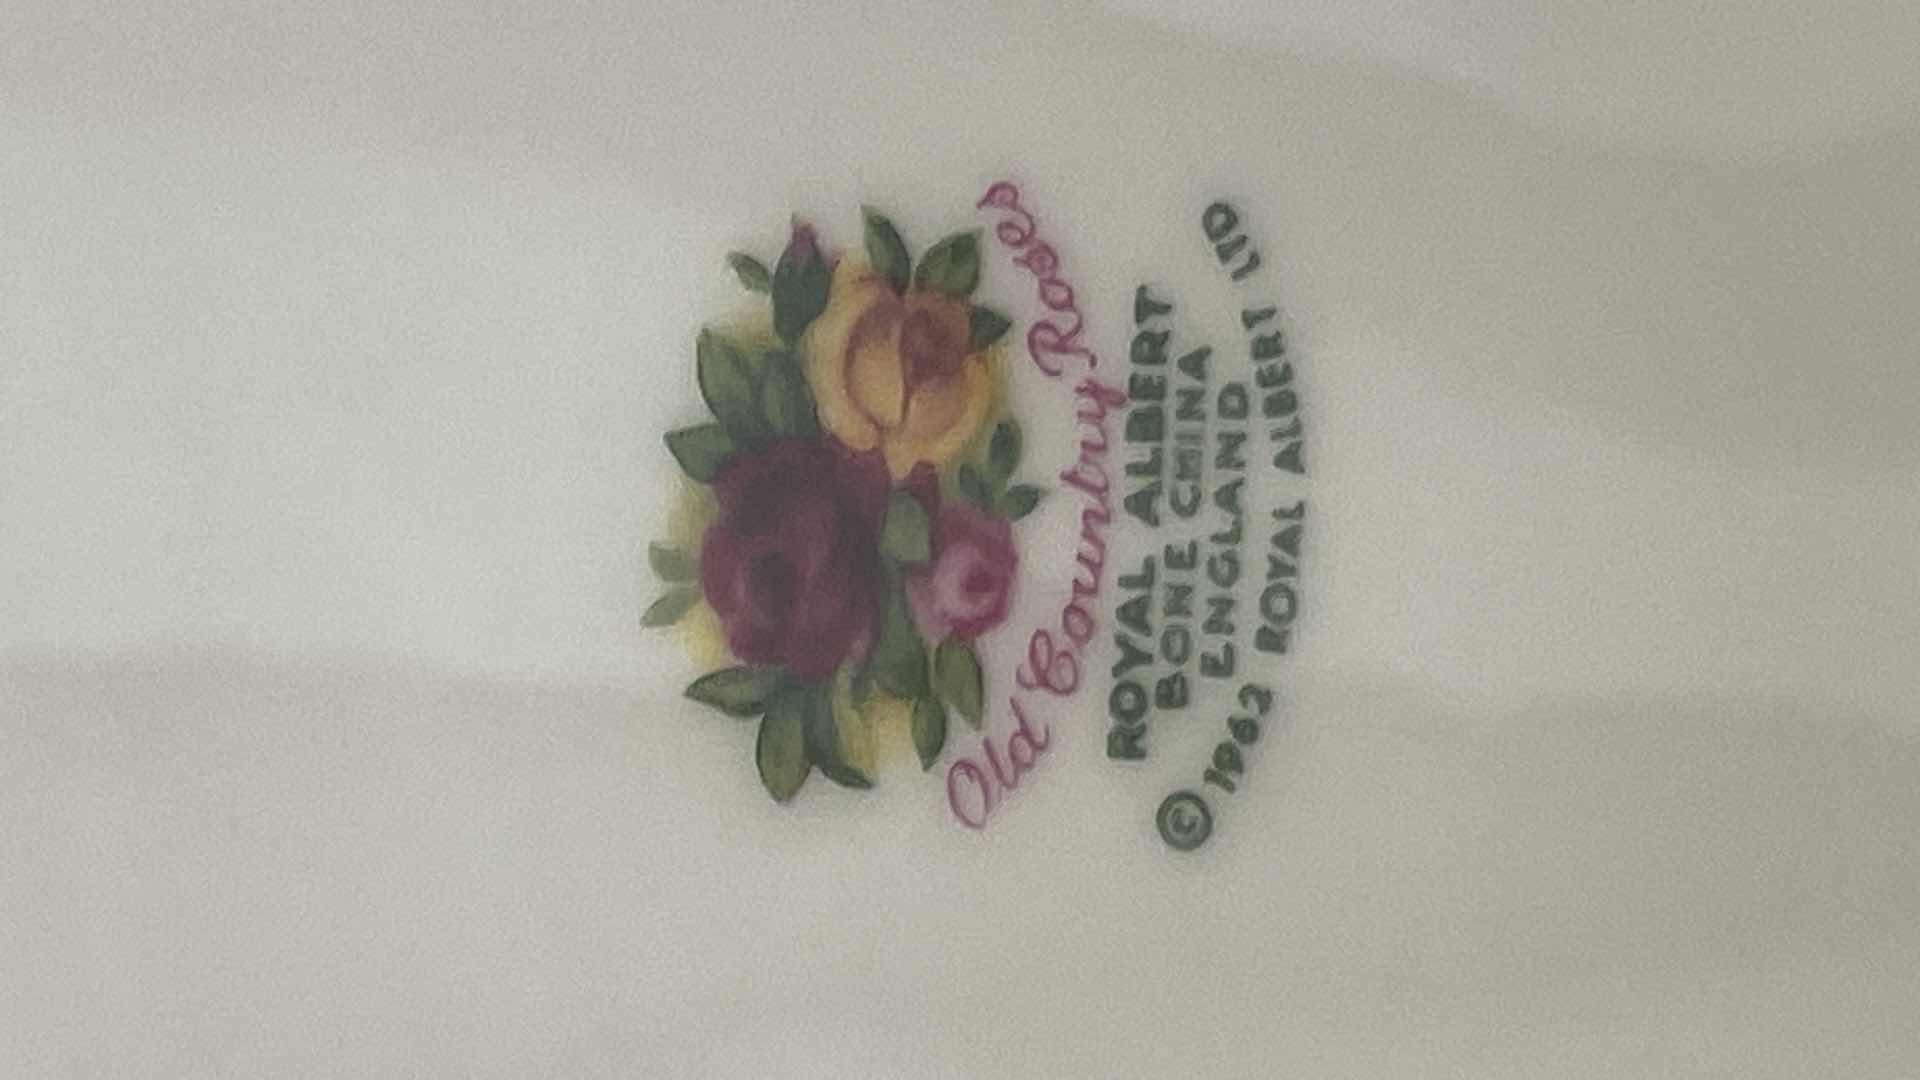 Old Country Roses
ROYAL ALBERT
BONE CHINA
ENGLAND
© 1962 ROYAL ALBERT LTD